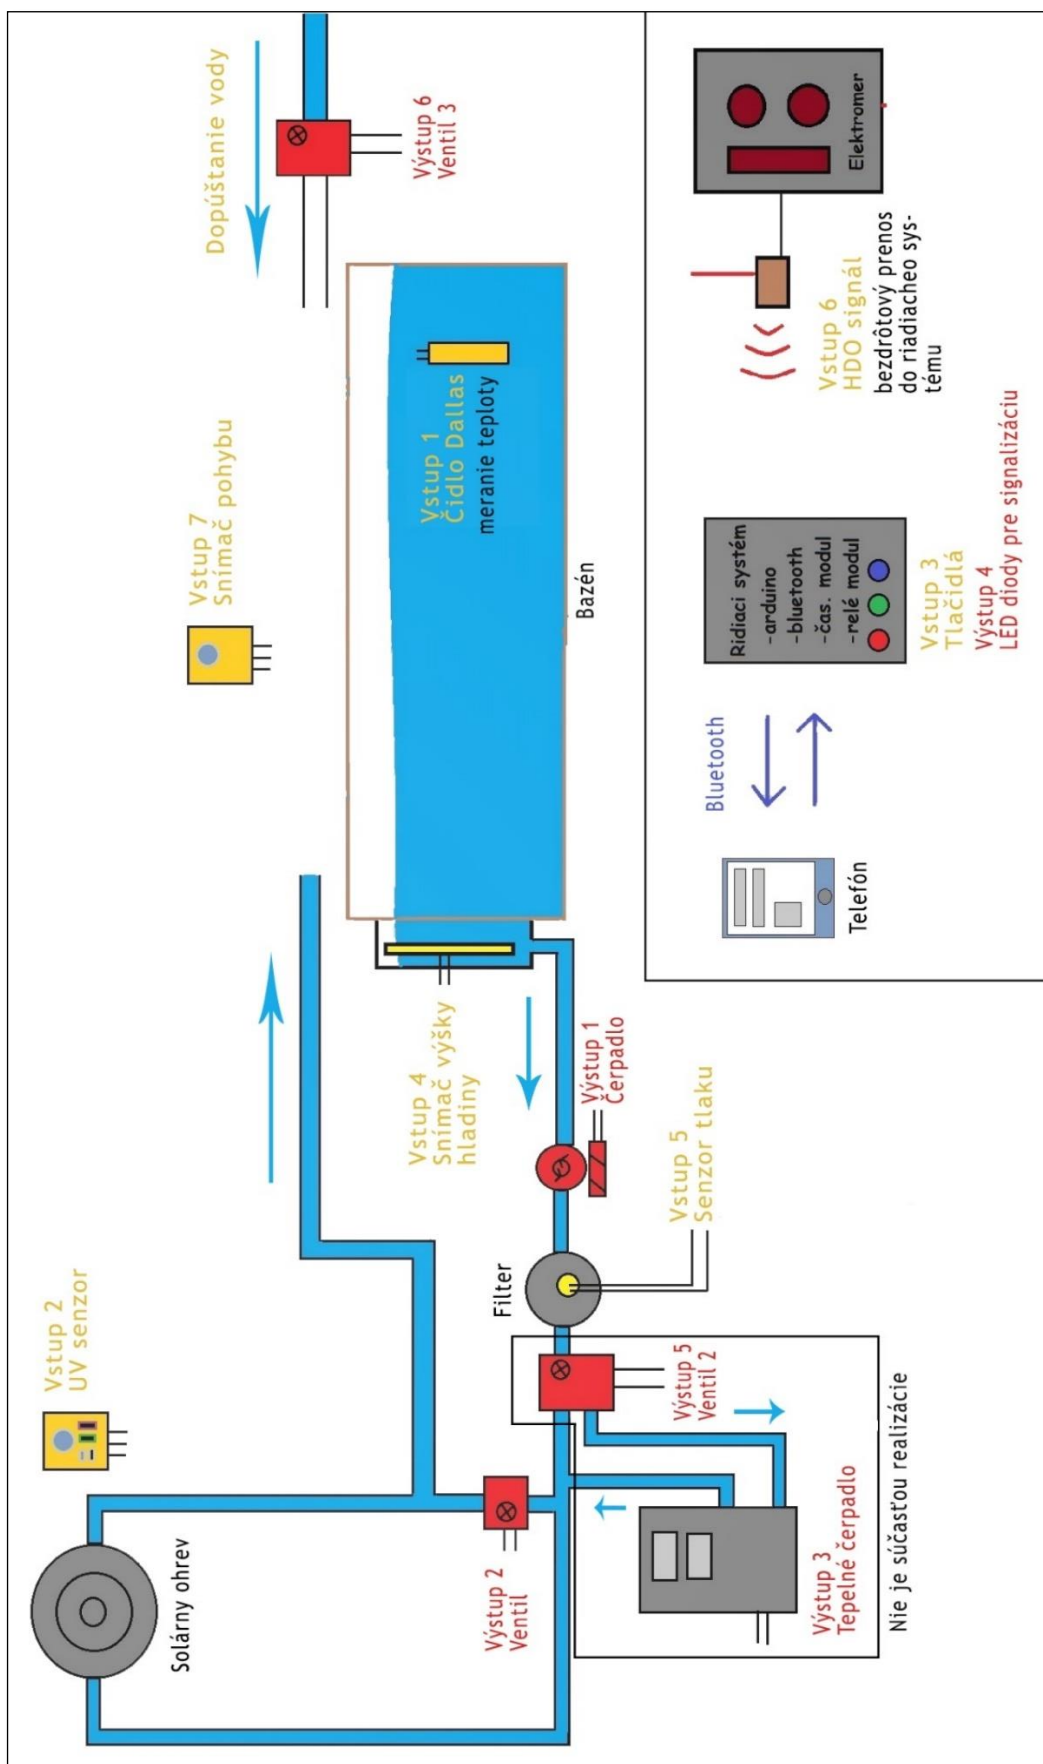 Vstup 2
UV senzor
Solárny ohrev
Vstup 7
Snímač pohybu
Dopúštanie vody
Výstup 6
Ventil 3
Vstup 4
Snímač výšky
hladiny
Vstup 1
Čidlo Dallas
meranie teploty
Bazén
Výstup 2
Ventil
Filter
Výstup 1
Čerpadlo
Vstup 5
Senzor tlaku
Výstup 5
Ventil 2
Výstup 3
Tepelné čerpadlo
Nie je súčasťou realizácie
Bluetooth
Telefón
Ridiaci systém
-arduino
-bluetooth
-čas. modul
-relé modul
Vstup 3
Tlačidlá
Výstup 4
LED diody pre signalizáciu
Elektromer
Vstup 6
HDO signál
bezdrôtový prenos
do riadiacheo sys-
tému